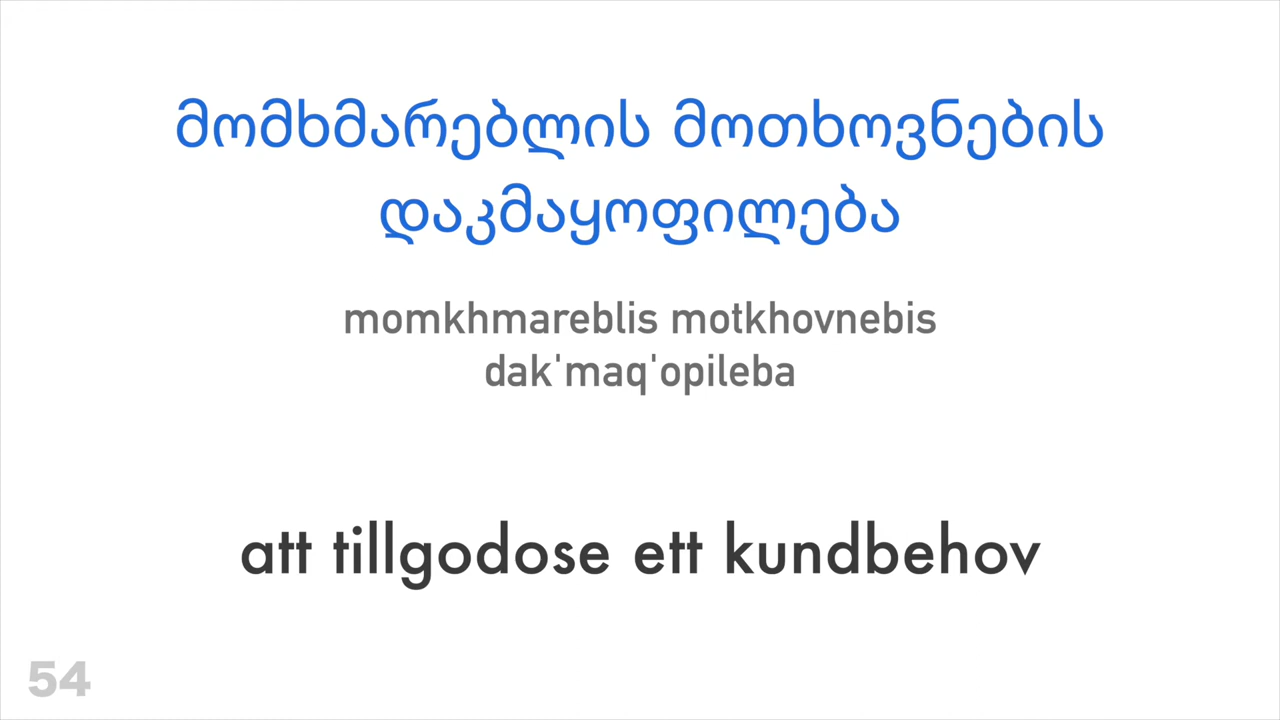 მომხმარებლის მოთხოვნების
დაკმაყოფილება
momkhmareblis motkhovnebis
dak'maq'opileba
att tillgodose ett kundbehov
54